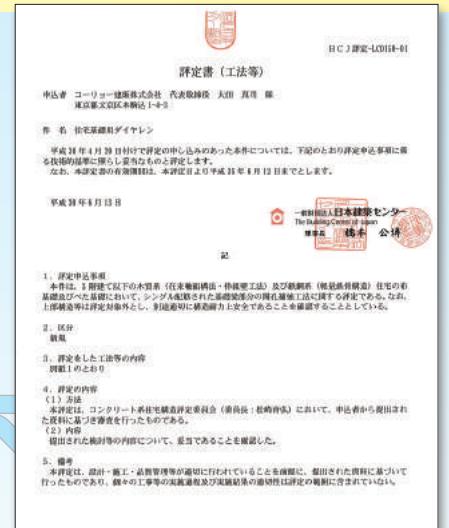 ＢＣＪ評定-LC0150-01
評定書（工法等）
申込者　コーリョー建販株式会社　代表取締役　太田　真司　様
東京都文京区本駒込 1-4-3
件　名　住宅基礎用ダイヤレン
平成 30 年 4 月 20 日付けで評定の申し込みのあった本件については、下記のとおり評定申込事項に係
る技術的基準に照らし妥当なものと評定します。
なお、本評定書の有効期間は、本評定日より平成 35 年 6 月 12 日までとします。
平成 30 年 6 月 13 日
一般財団法人日本建築センター
The Building Center of Japan
理事長　橋本　公博
記
１．評定申込事項
本件は、3 階建て以下の木質系（在来軸組構法・枠組壁工法）及び鉄鋼系（軽量鉄骨構造）住宅の布
基礎及びべた基礎において、シングル配筋された基礎梁部分の開孔補強工法に関する評定である。なお、
上部構造等は評定対象外とし、別途適切に構造耐力上安全であることを確認することとしている。
２．区分
新規
３．評定をした工法等の内容
別紙１のとおり
４．評定の内容
（１）方法
本評定は、コンクリート系住宅構造評定委員会（委員長：松崎育弘）において、申込者から提出され
た資料に基づき審査を行ったものである。
（２）内容
提出された検討等の内容について、妥当であることを確認した。
５．備考
本評定は、設計・施工・品質管理等が適切に行われていることを前提に、提出された資料に基づいて
行ったものであり、個々の工事等の実施過程及び実施結果の適切性は評定の範囲に含まれていない。